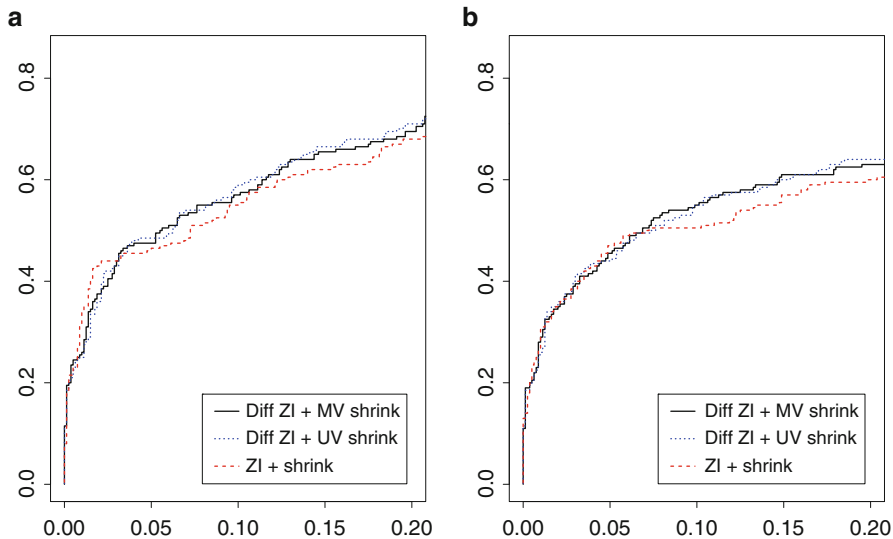 a
0.8
0.6
0.4
0.2
0.0
Diff ZI + MV shrink
Diff ZI + UV shrink
ZI + shrink
0.00 0.05 0.10 0.15 0.20
b
0.8
0.6
0.4
0.2
0.0
Diff ZI + MV shrink
Diff ZI + UV shrink
ZI + shrink
0.00 0.05 0.10 0.15 0.20